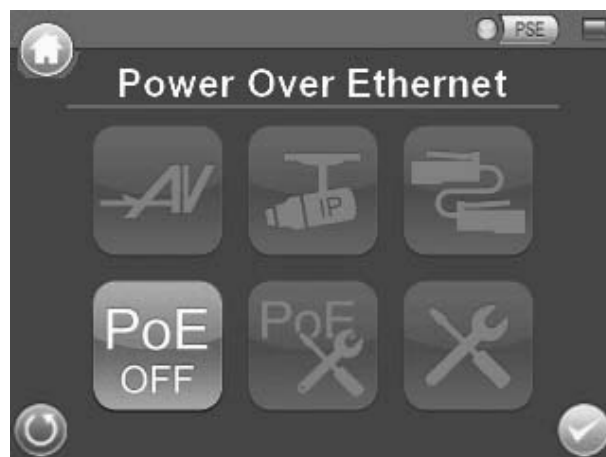 PSE
Power Over Ethernet
AV
IP
PoE
OFF
PoE